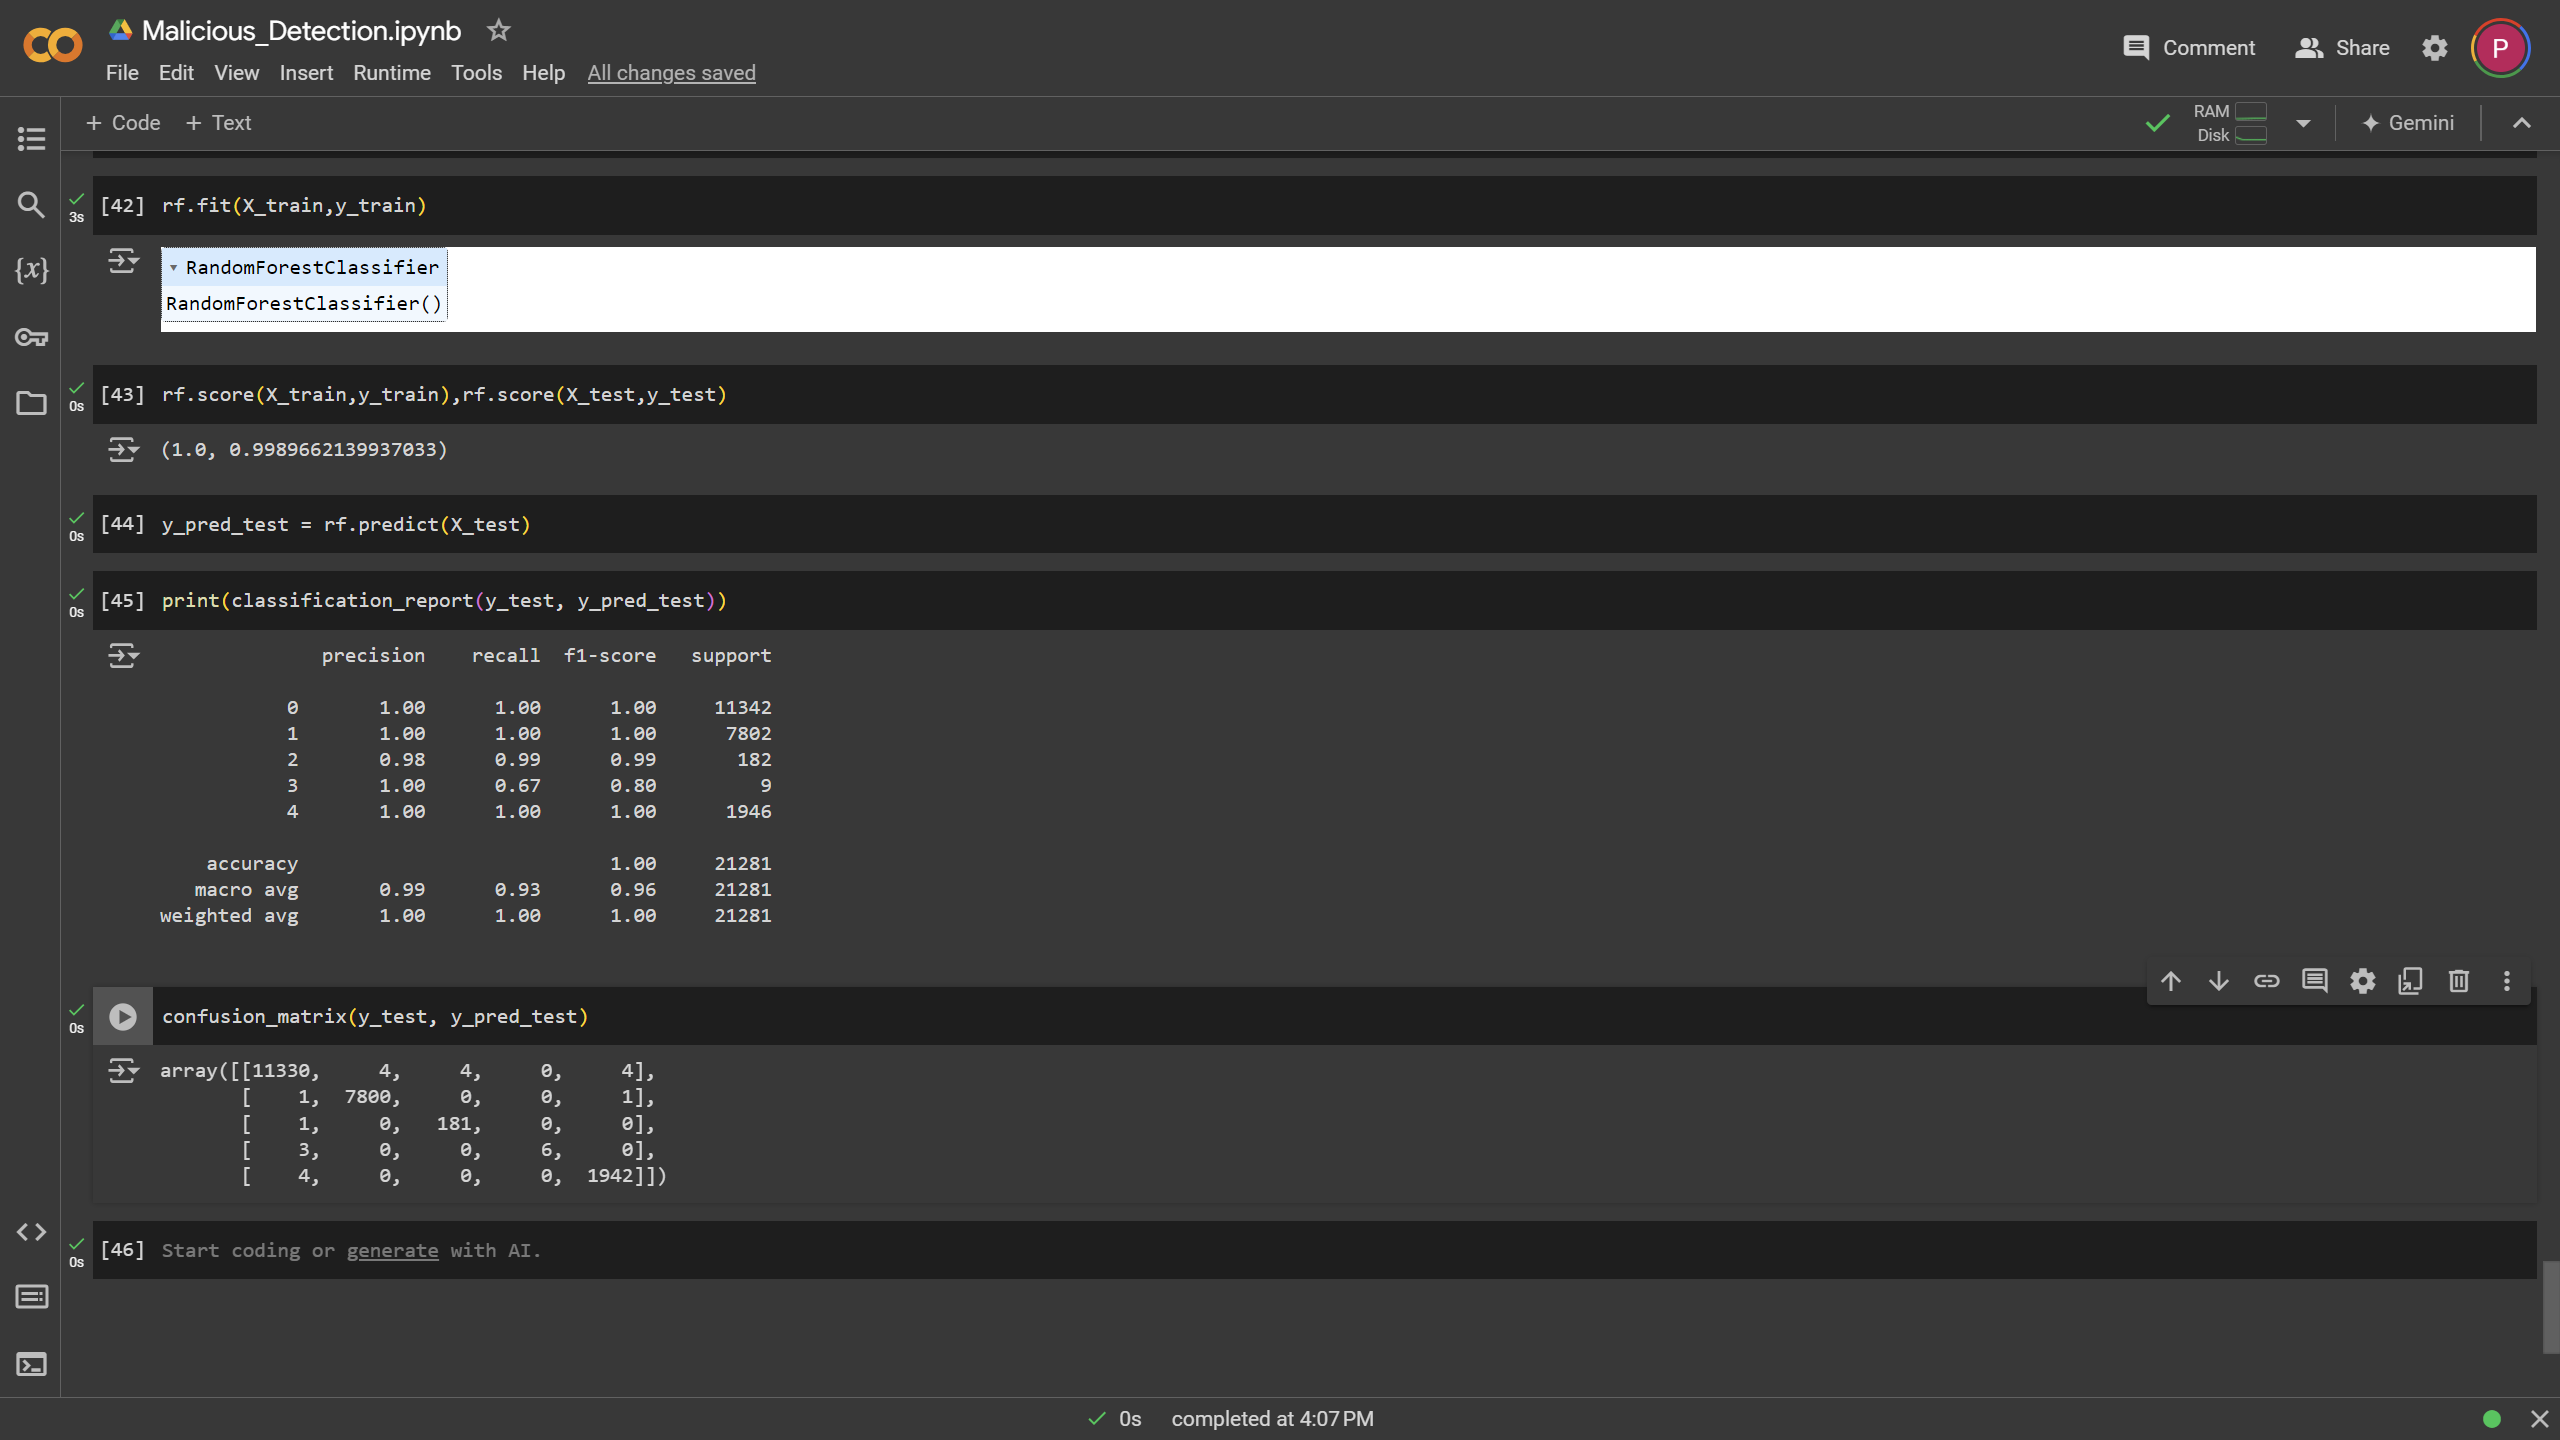 Malicious_Detection.ipynb
File Edit View Insert Runtime Tools Help All changes saved
Comment Share P
+ Code + Text
RAM
Disk
Gemini
3s [42] rf.fit(X_train,y_train)
RandomForestClassifier
RandomForestClassifier()
0s [43] rf.score(X_train,y_train),rf.score(X_test,y_test)
(1.0, 0.9989662139937033)
0s [44] y_pred_test = rf.predict(X_test)
0s [45] print(classification_report(y_test, y_pred_test))
precision recall f1-score support
0 1.00 1.00 1.00 11342
1 1.00 1.00 1.00 7802
2 0.98 0.99 0.99 182
3 1.00 0.67 0.80 9
4 1.00 1.00 1.00 1946
accuracy 1.00 21281
macro avg 0.99 0.93 0.96 21281
weighted avg 1.00 1.00 1.00 21281
0s confusion_matrix(y_test, y_pred_test)
array([[11330, 4, 4, 0, 4],
[ 1, 7800, 0, 0, 1],
[ 1, 0, 181, 0, 0],
[ 3, 0, 0, 6, 0],
[ 4, 0, 0, 0, 1942]])
0s [46] Start coding or generate with AI.
0s completed at 4:07 PM